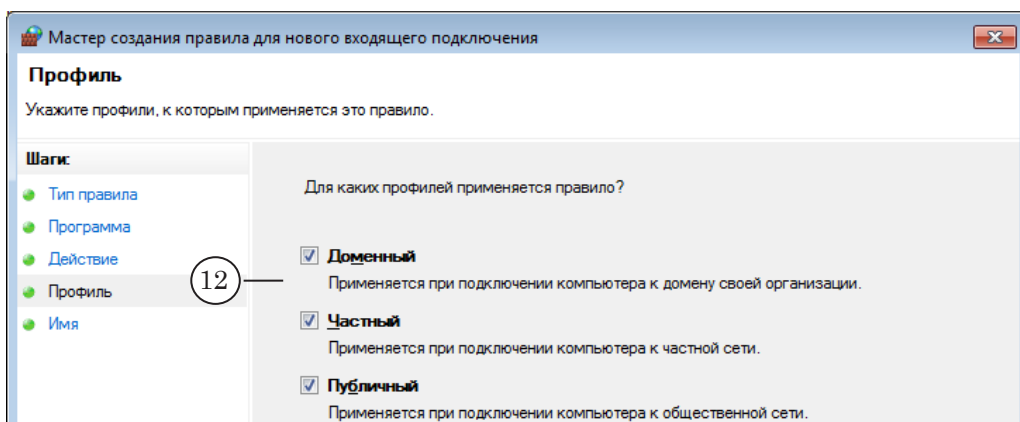 Мастер создания правила для нового входящего подключения
Профиль
Укажите профили, к которым применяется это правило.
Шаги:
Тип правила
Программа
Действие
Профиль
Имя
12
Для каких профилей применяется правило?
Доменный
Применяется при подключении компьютера к домену своей организации.
Частный
Применяется при подключении компьютера к частной сети.
Публичный
Применяется при подключении компьютера к общественной сети.